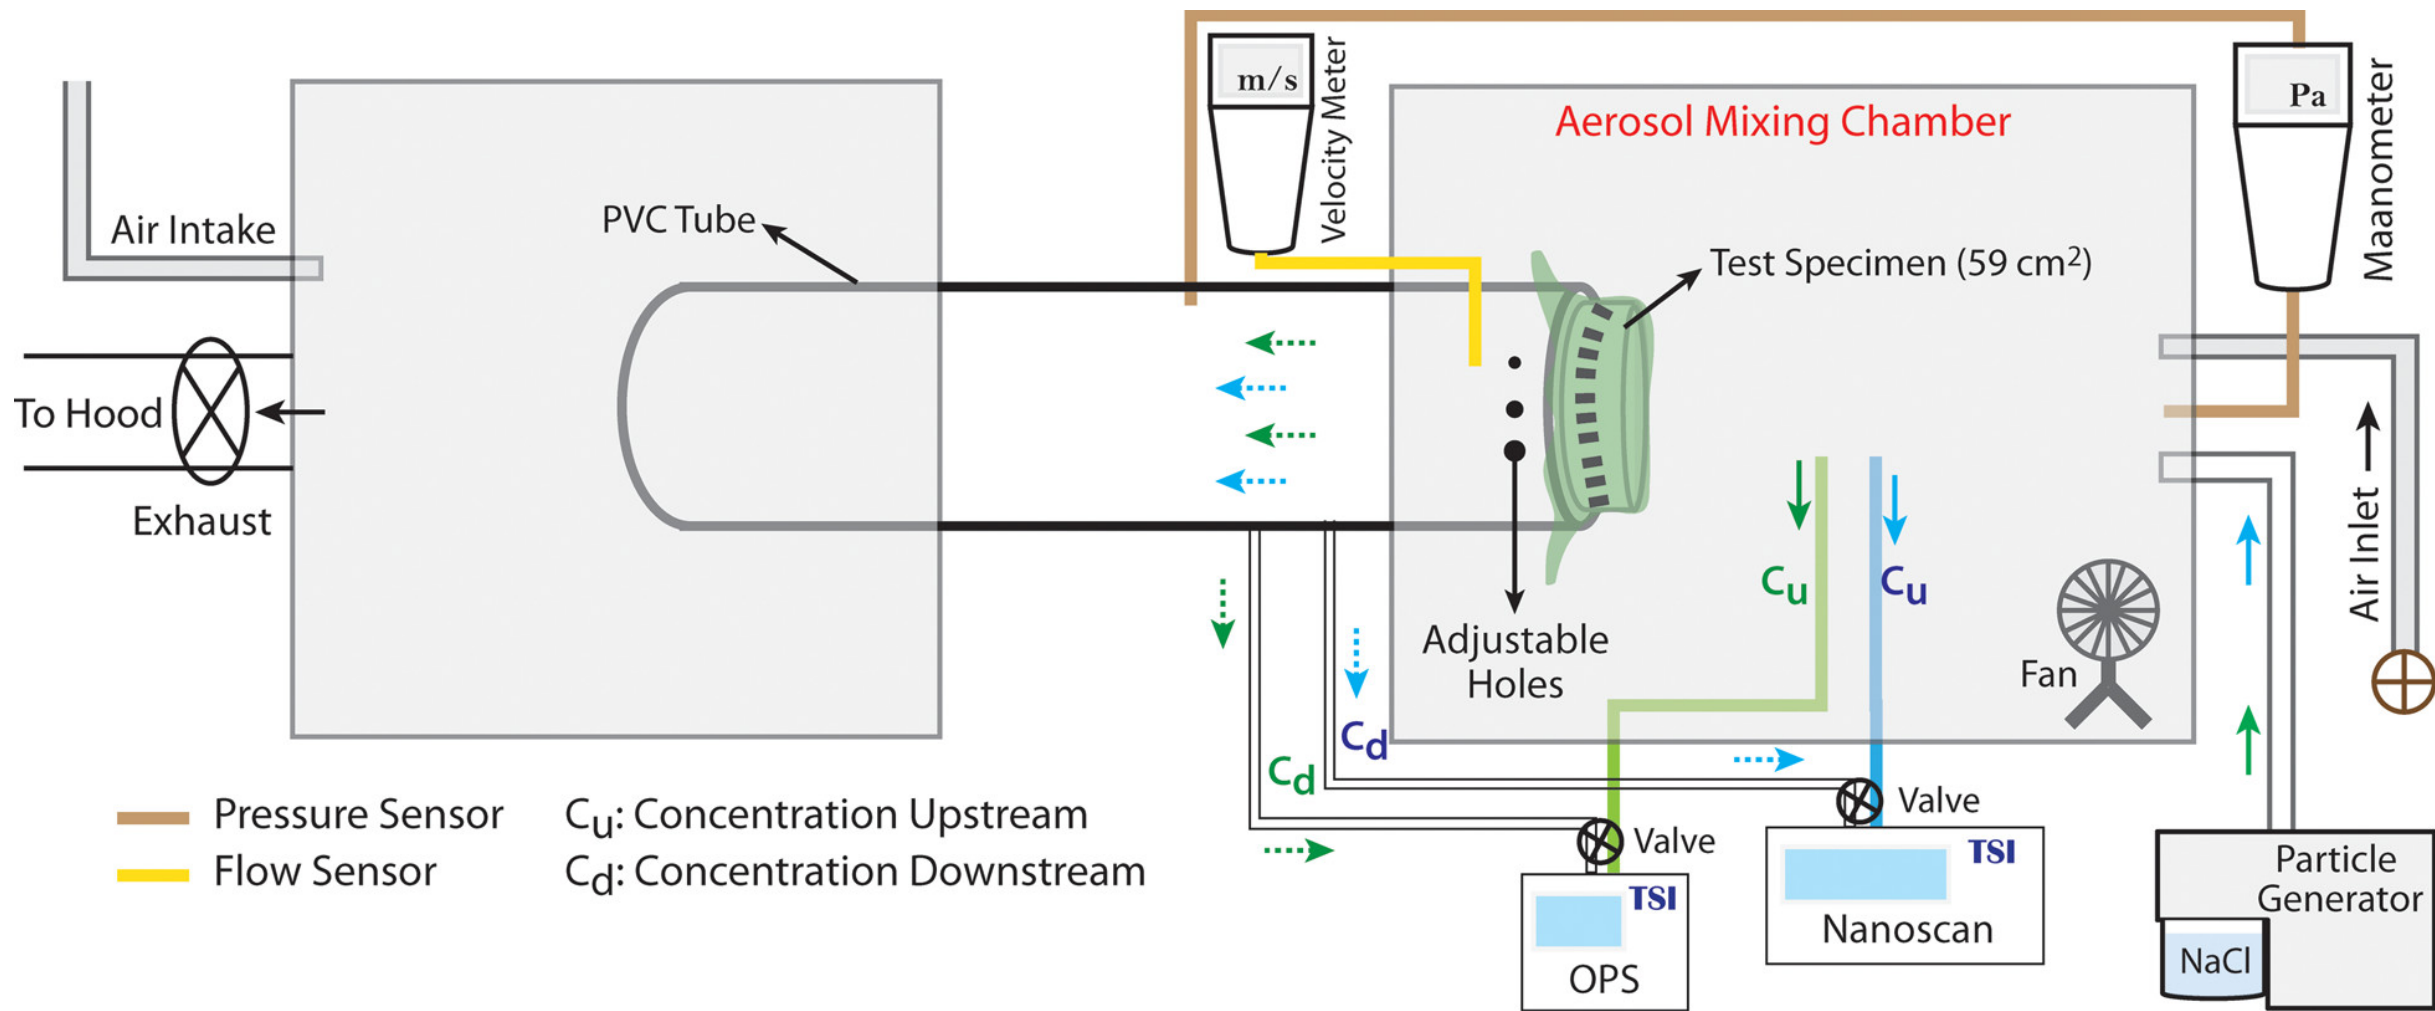 m/s
Velocity Meter
Aerosol Mixing Chamber
Pa
Maanometer
Air Intake
PVC Tube
Test Specimen (59 cm²)
To Hood
Exhaust
Adjustable
Holes
Cu
Cu
Fan
Air Inlet
Cd
Cd
Pressure Sensor
Flow Sensor
Cu: Concentration Upstream
Cd: Concentration Downstream
Valve
Valve
TSI
OPS
TSI
Nanoscan
Particle
Generator
NaCl